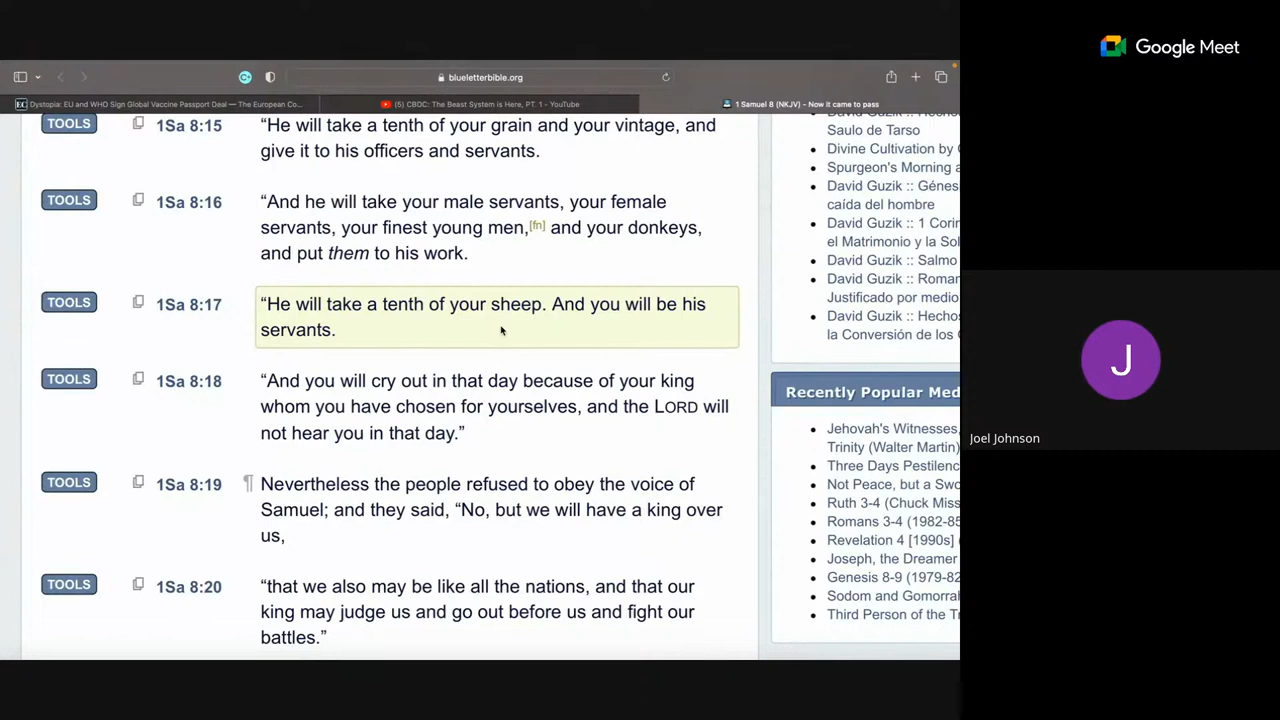 Google Meet
blueletterbible.org
Dystopia: EU and WHO Sign Global Vaccine Passport Deal — The European Co...
(5) CBDC: The Beast System is Here, PT. 1 - YouTube
1 Samuel 8 (NKJV) - Now it came to pass
TOOLS 1Sa 8:15 “He will take a tenth of your grain and your vintage, and
give it to his officers and servants.
TOOLS 1Sa 8:16 “And he will take your male servants, your female
servants, your finest young men,[fn] and your donkeys,
and put them to his work.
TOOLS 1Sa 8:17 “He will take a tenth of your sheep. And you will be his
servants.
TOOLS 1Sa 8:18 “And you will cry out in that day because of your king
whom you have chosen for yourselves, and the LORD will
not hear you in that day.”
TOOLS 1Sa 8:19 ¶ Nevertheless the people refused to obey the voice of
Samuel; and they said, “No, but we will have a king over
us,
TOOLS 1Sa 8:20 “that we also may be like all the nations, and that our
king may judge us and go out before us and fight our
battles.”
David Guzik :: Hechos
Saulo de Tarso
Divine Cultivation by C
Spurgeon's Morning a
David Guzik :: Génes
caída del hombre
David Guzik :: 1 Corin
el Matrimonio y la Sol
David Guzik :: Salmo
David Guzik :: Roman
Justificado por medio
David Guzik :: Hechos
la Conversión de los
Recently Popular Med
Jehovah's Witnesses,
Trinity (Walter Martin)
Three Days Pestilenc
Not Peace, but a Swo
Ruth 3-4 (Chuck Miss
Romans 3-4 (1982-85
Revelation 4 [1990s] (
Joseph, the Dreamer
Genesis 8-9 (1979-82
Sodom and Gomorrah
Third Person of the Tr
J
Joel Johnson